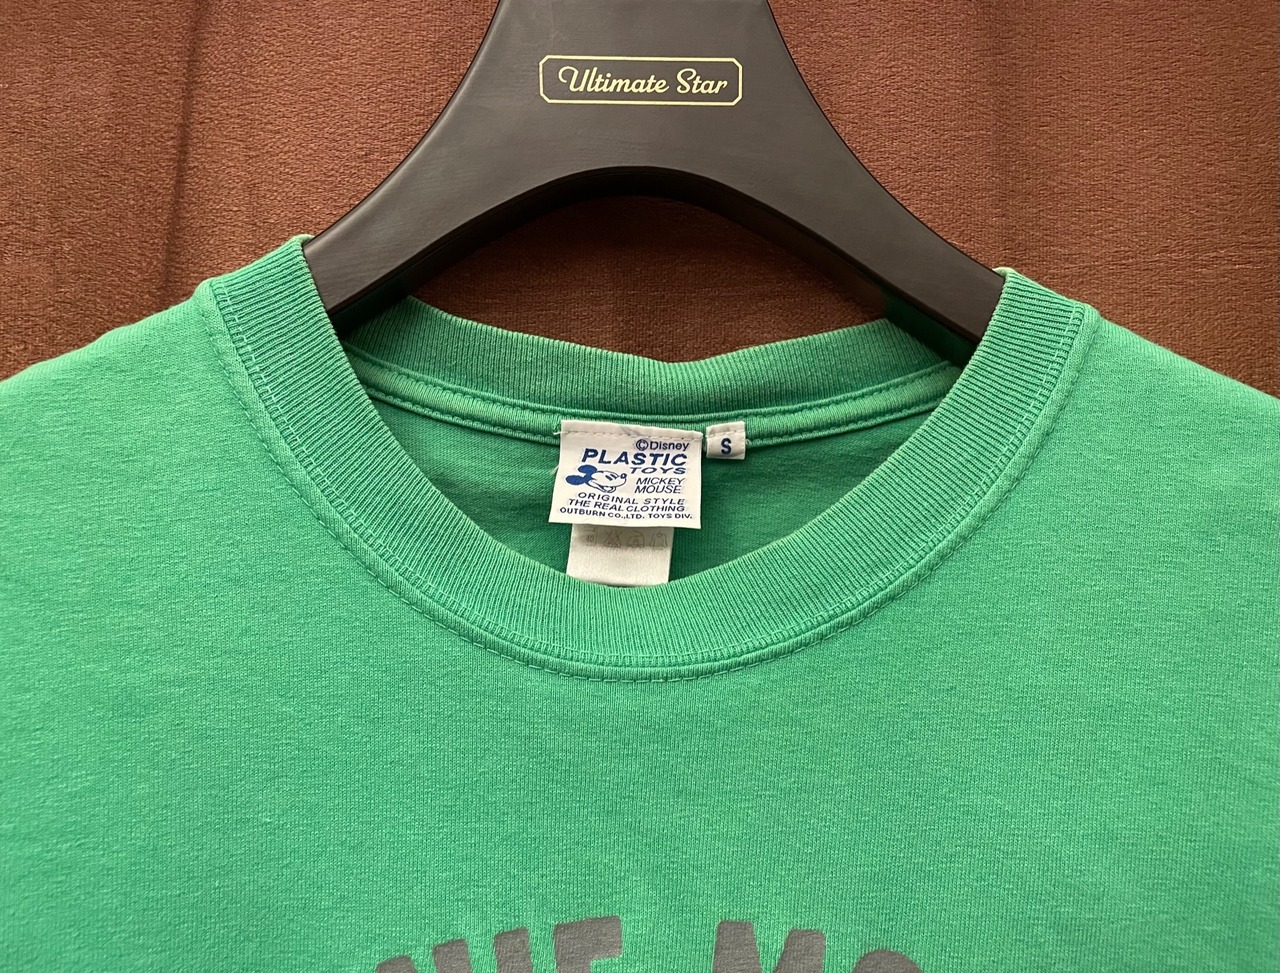 Ultimate Star
©Disney
PLASTIC
TOYS
MICKEY
MOUSE
ORIGINAL STYLE
THE REAL CLOTHING
OUTBURN CO.,LTD. TOYS DIV.
S